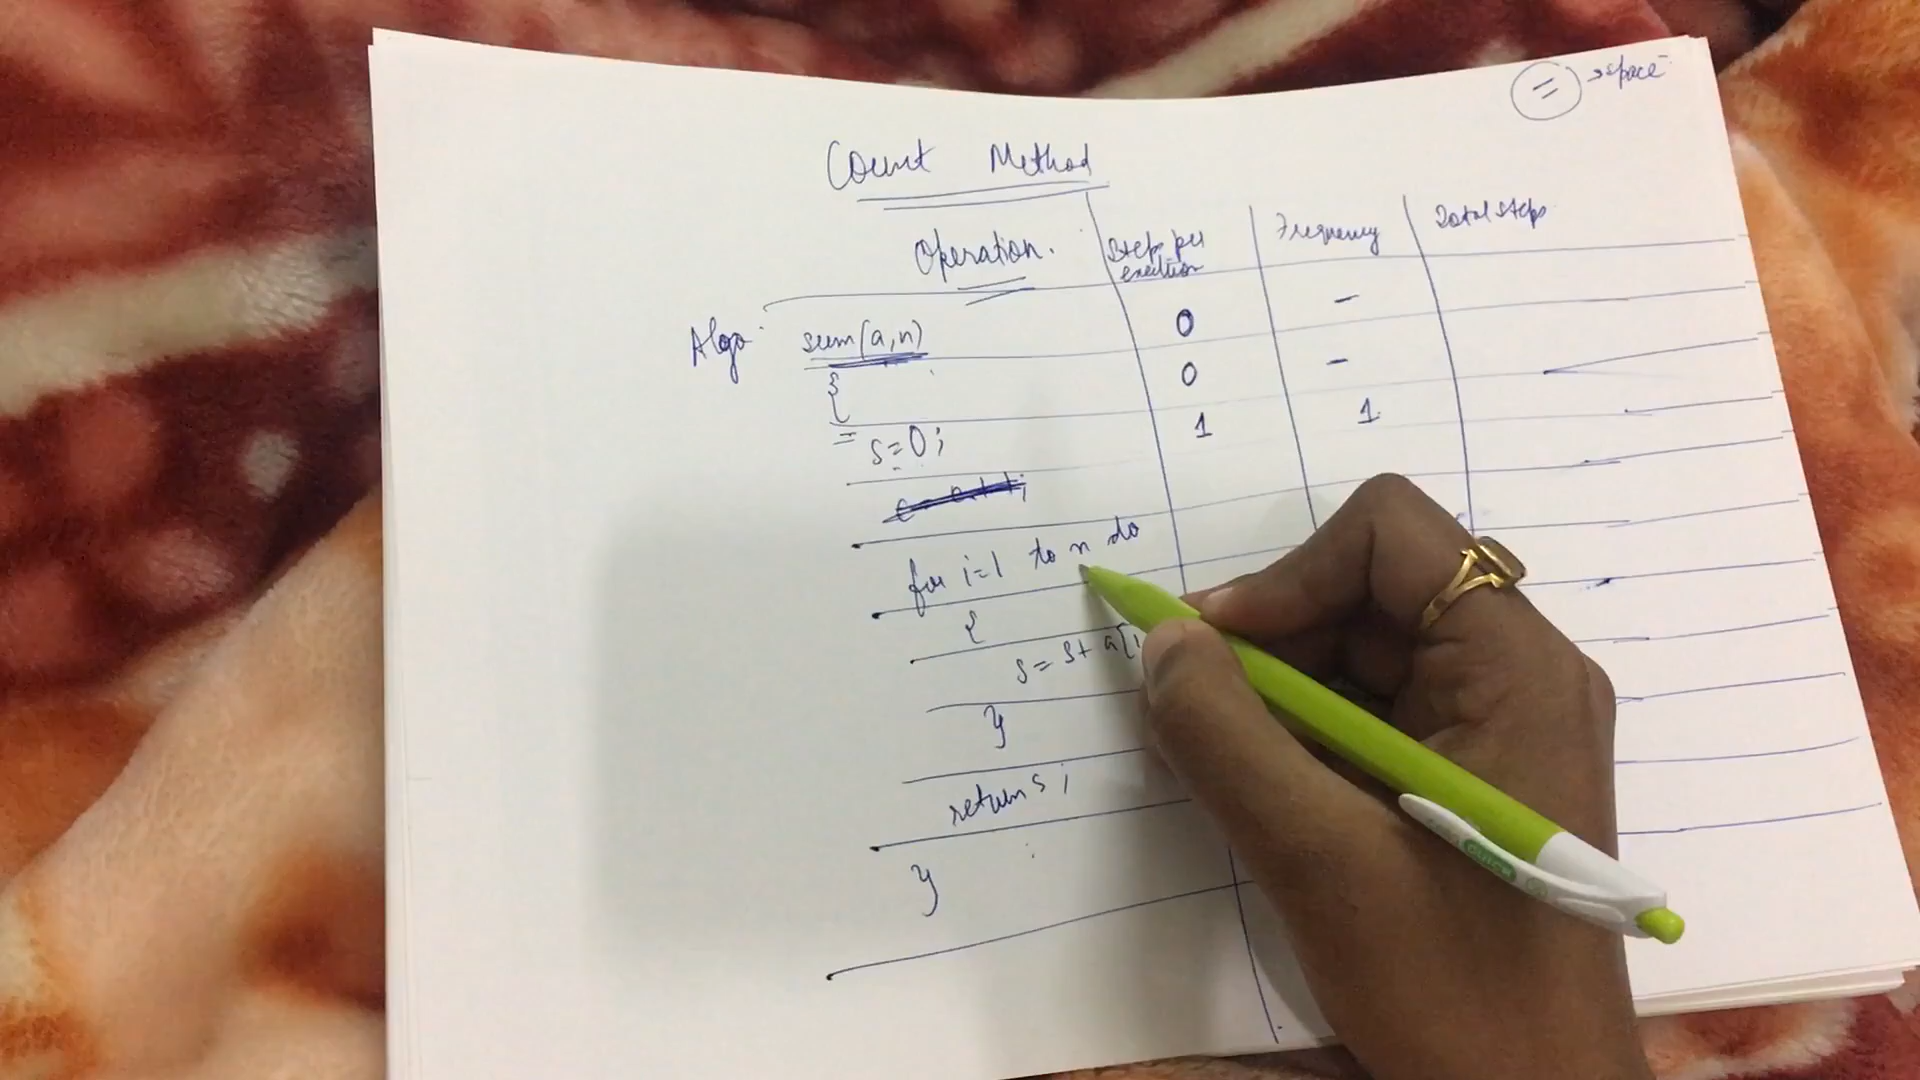 = → space
Count Method
Operation. Steps per execution Frequency Total Steps
Algo. sum(a,n) 0 -
{ 0 -
s=0; 1 1
for i=1 to n do
{
s = s+ a[i
}
return s;
}